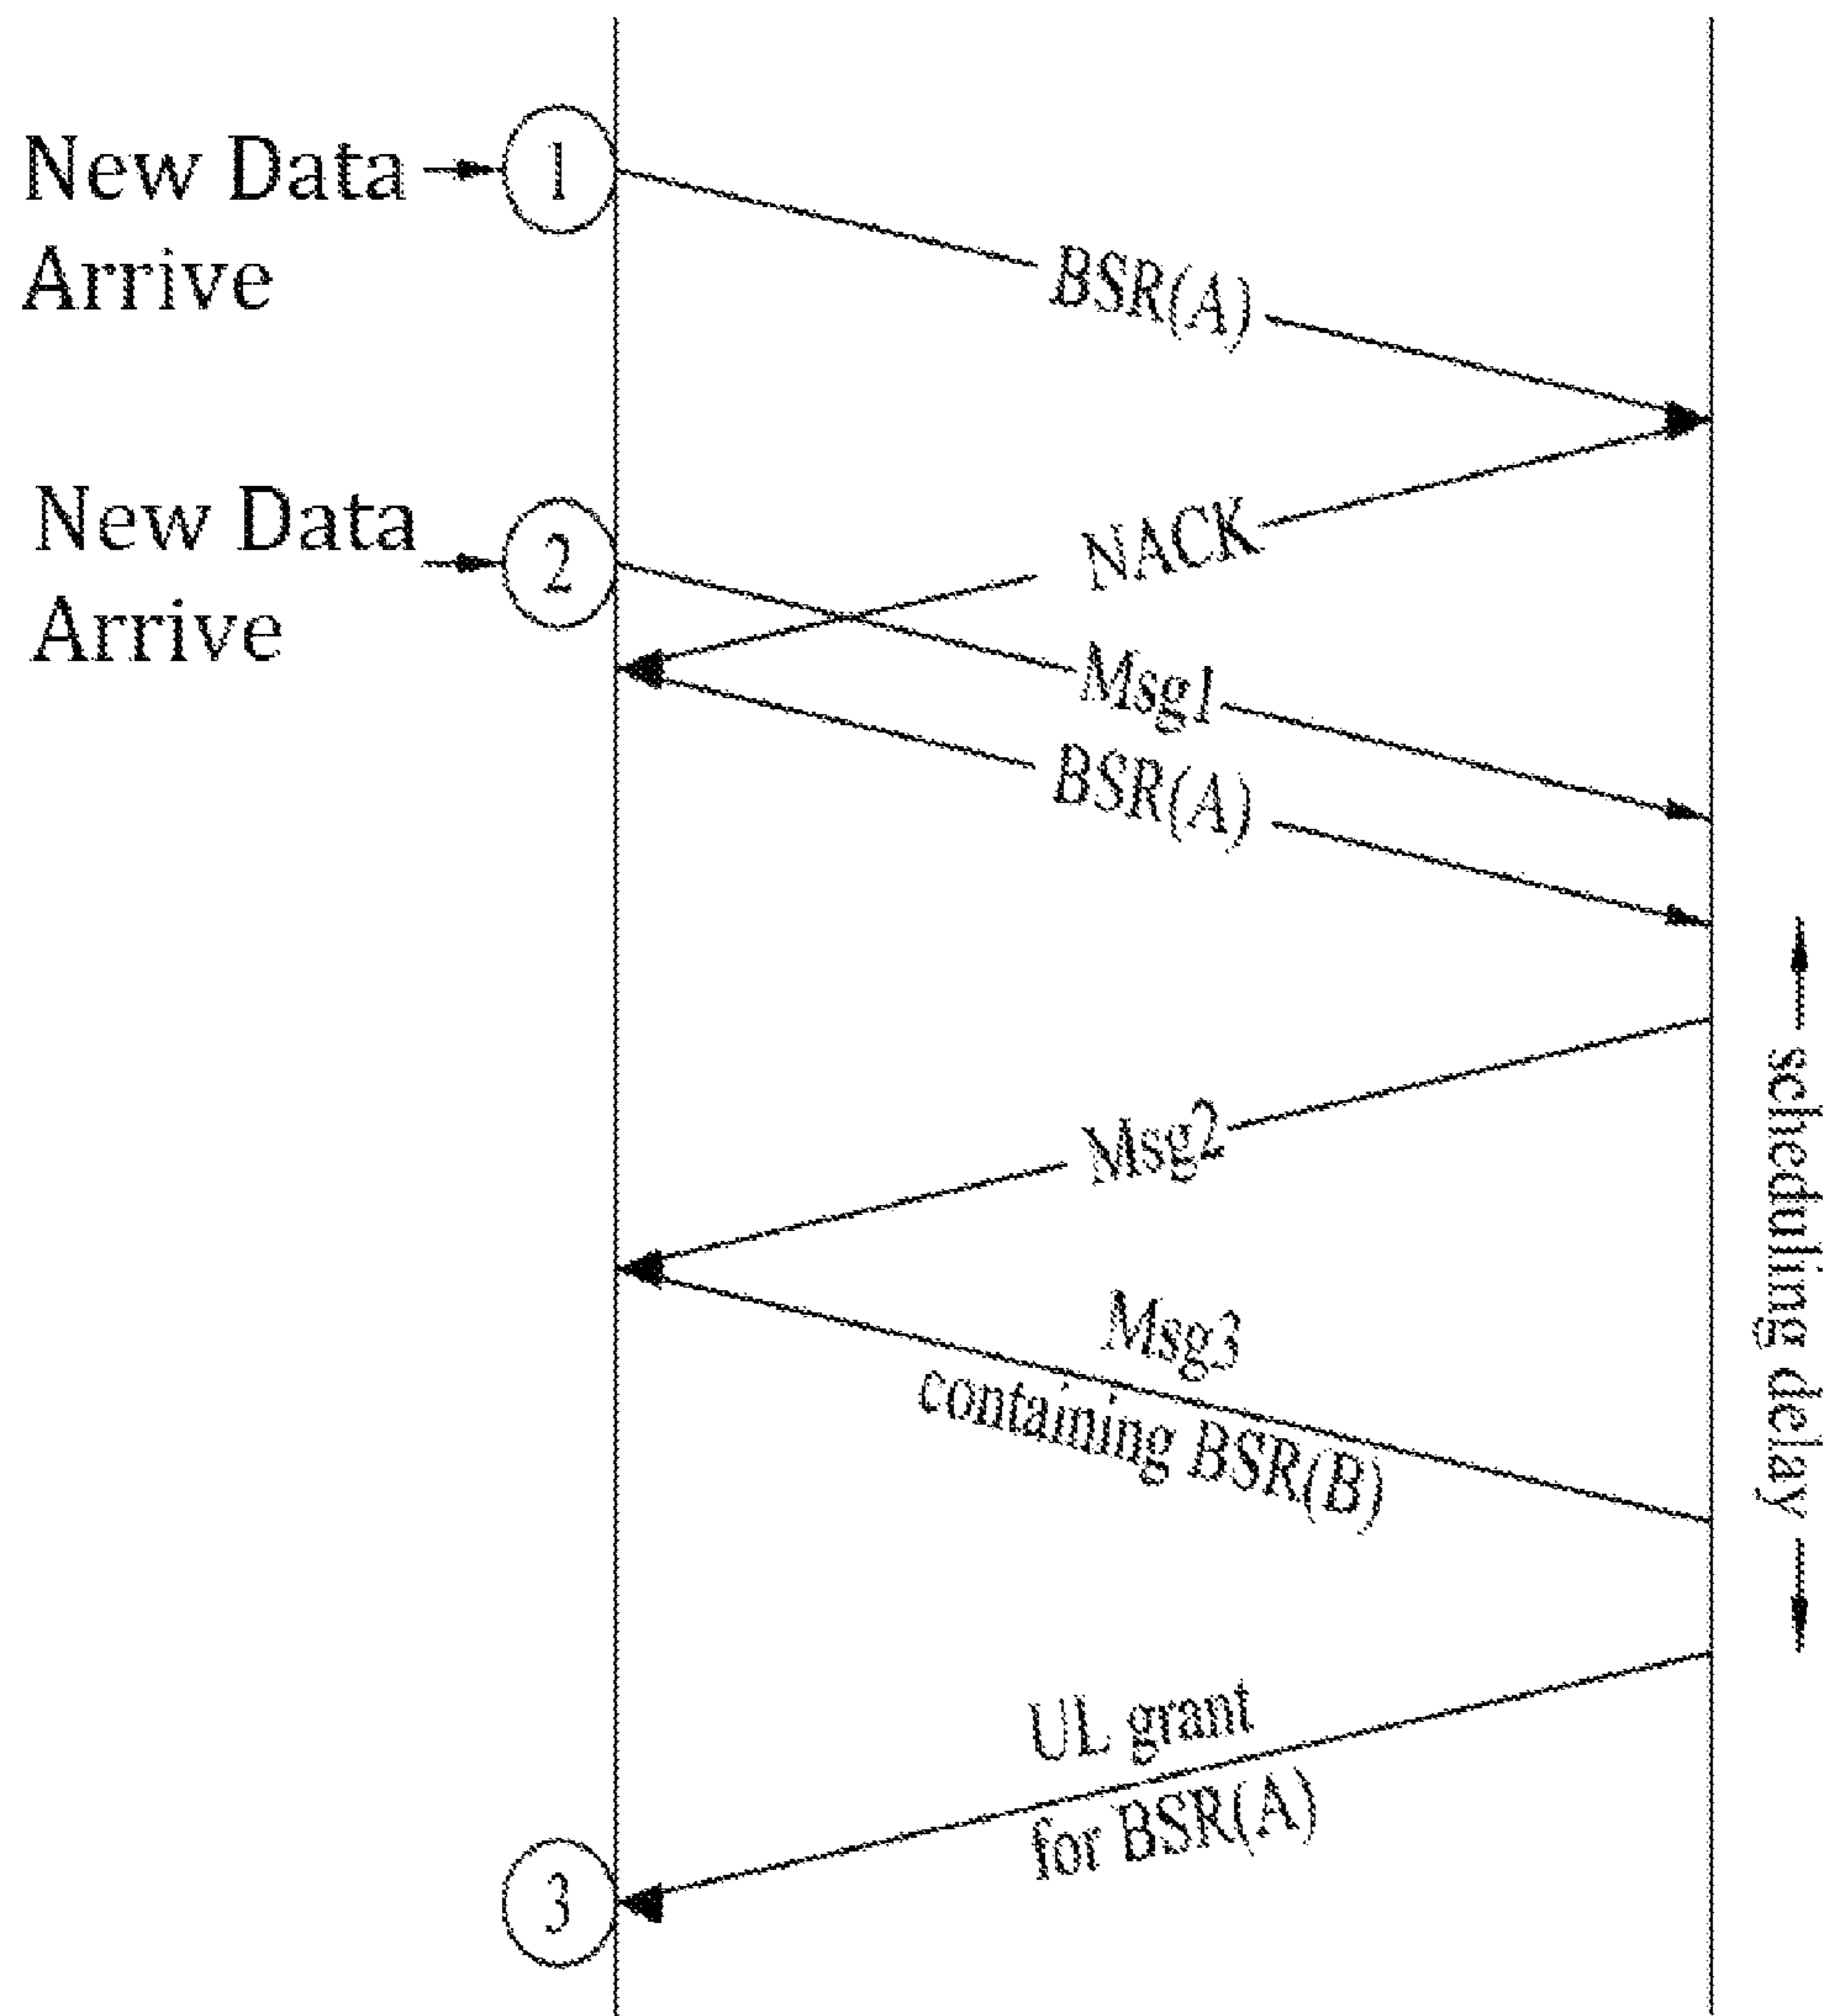 New Data
Arrive
1
BSR(A)
New Data
Arrive
2
NACK
Msg1
BSR(A)
Msg2
Msg3
containing BSR(B)
scheduling delay
UL grant
for BSR(A)
3